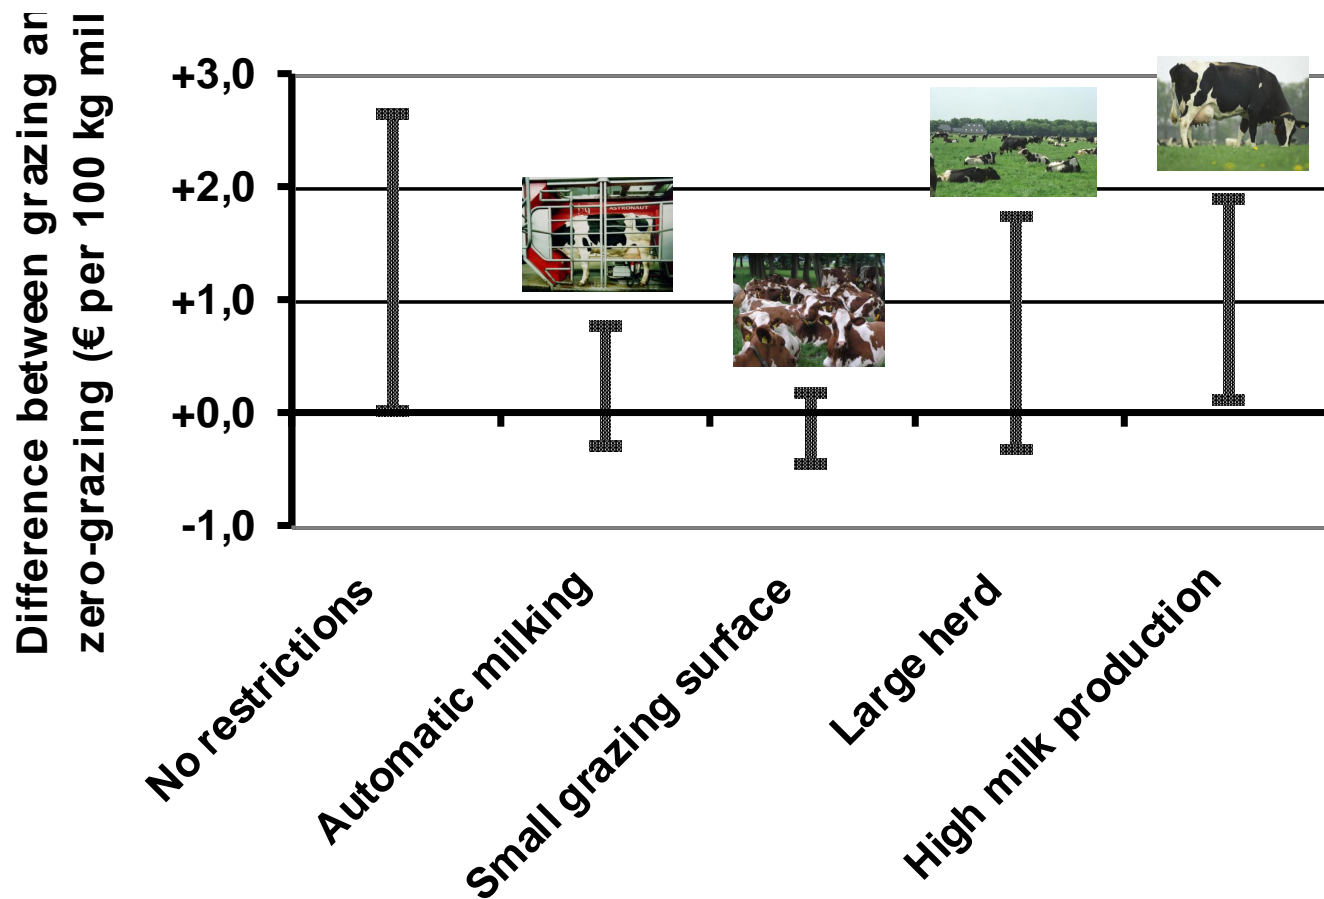 Difference between grazing an
zero-grazing (€ per 100 kg mil
+3,0
+2,0
+1,0
+0,0
-1,0
ASTRONAUT
No restrictions
Automatic milking
Small grazing surface
Large herd
High milk production